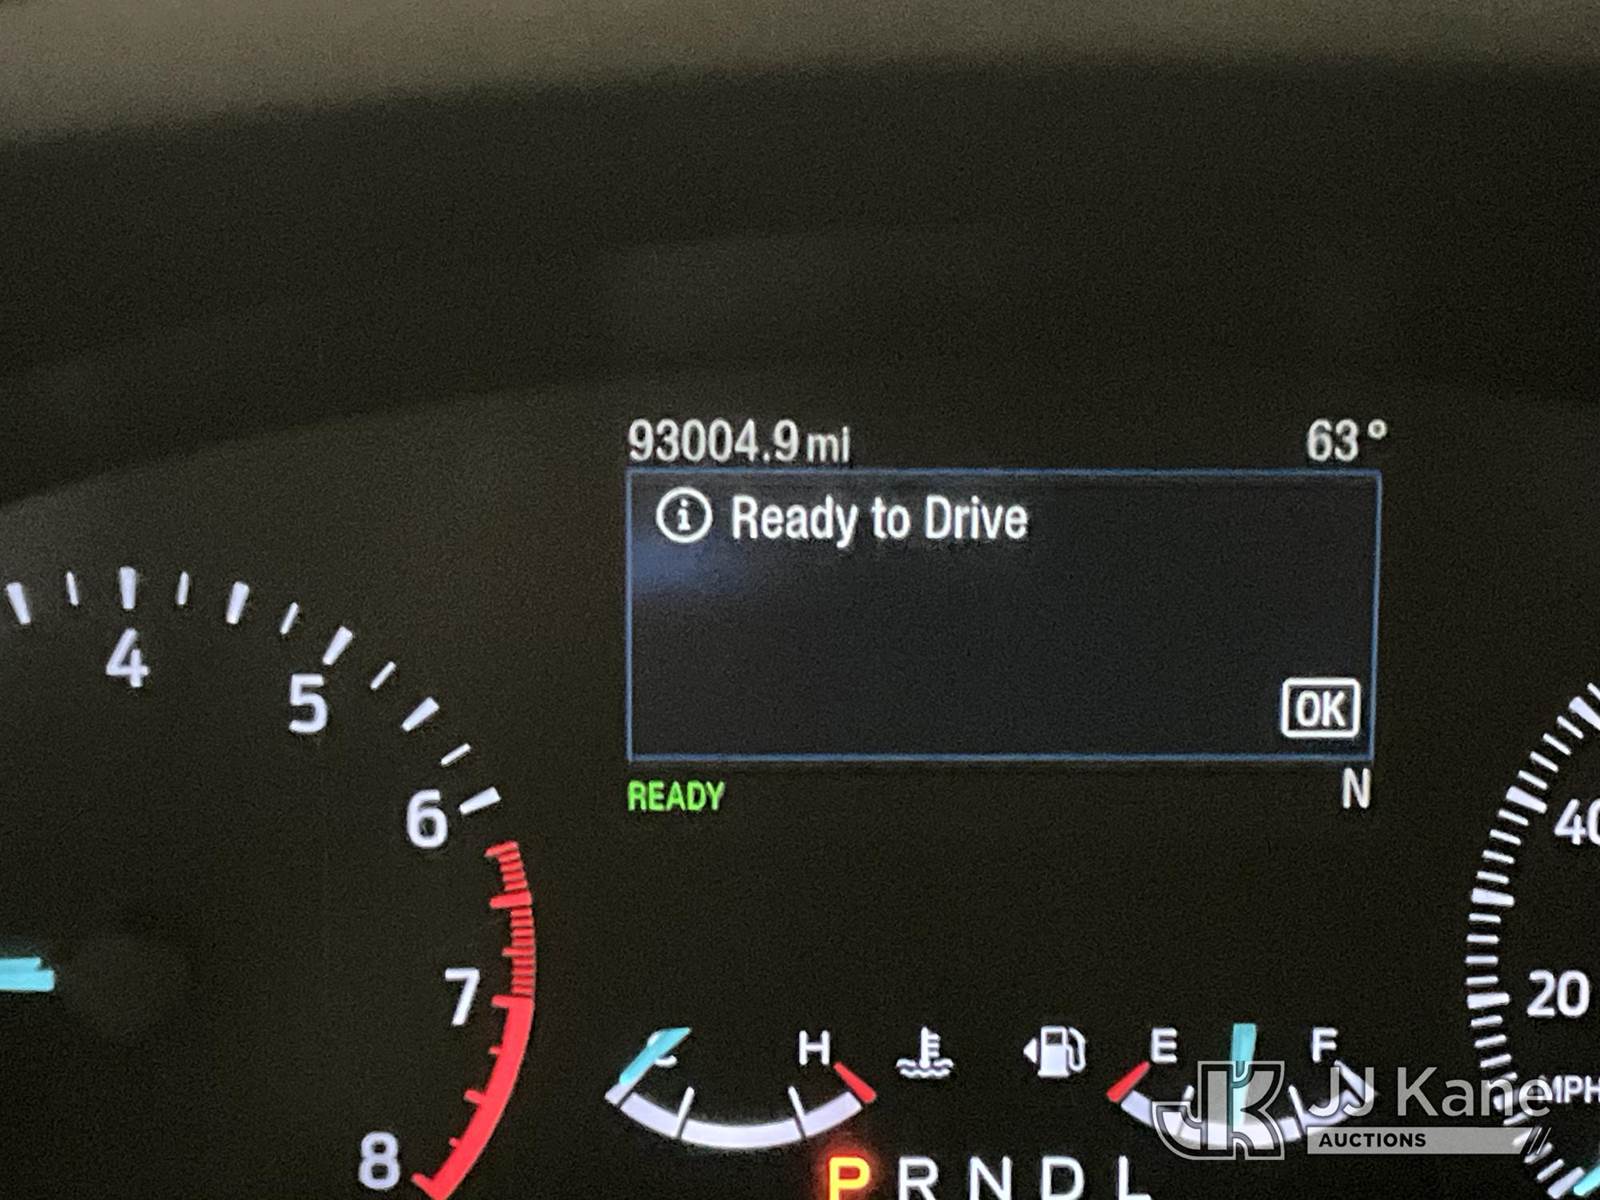 93004.9 mi 63°
i Ready to Drive
OK
READY N
4
5
6
7
8
40
20
MPH
C H E F
P R N D L
JK JJ Kane
AUCTIONS